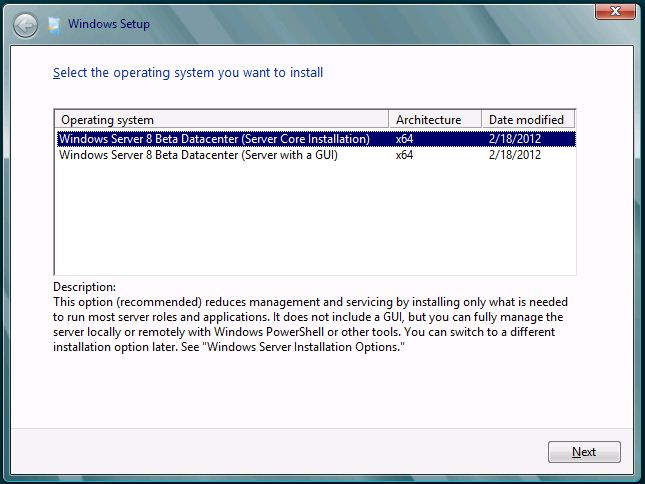 Windows Setup
Select the operating system you want to install
Operating system Architecture Date modified
Windows Server 8 Beta Datacenter (Server Core Installation) x64 2/18/2012
Windows Server 8 Beta Datacenter (Server with a GUI) x64 2/18/2012
Description:
This option (recommended) reduces management and servicing by installing only what is needed
to run most server roles and applications. It does not include a GUI, but you can fully manage the
server locally or remotely with Windows PowerShell or other tools. You can switch to a different
installation option later. See "Windows Server Installation Options."
Next